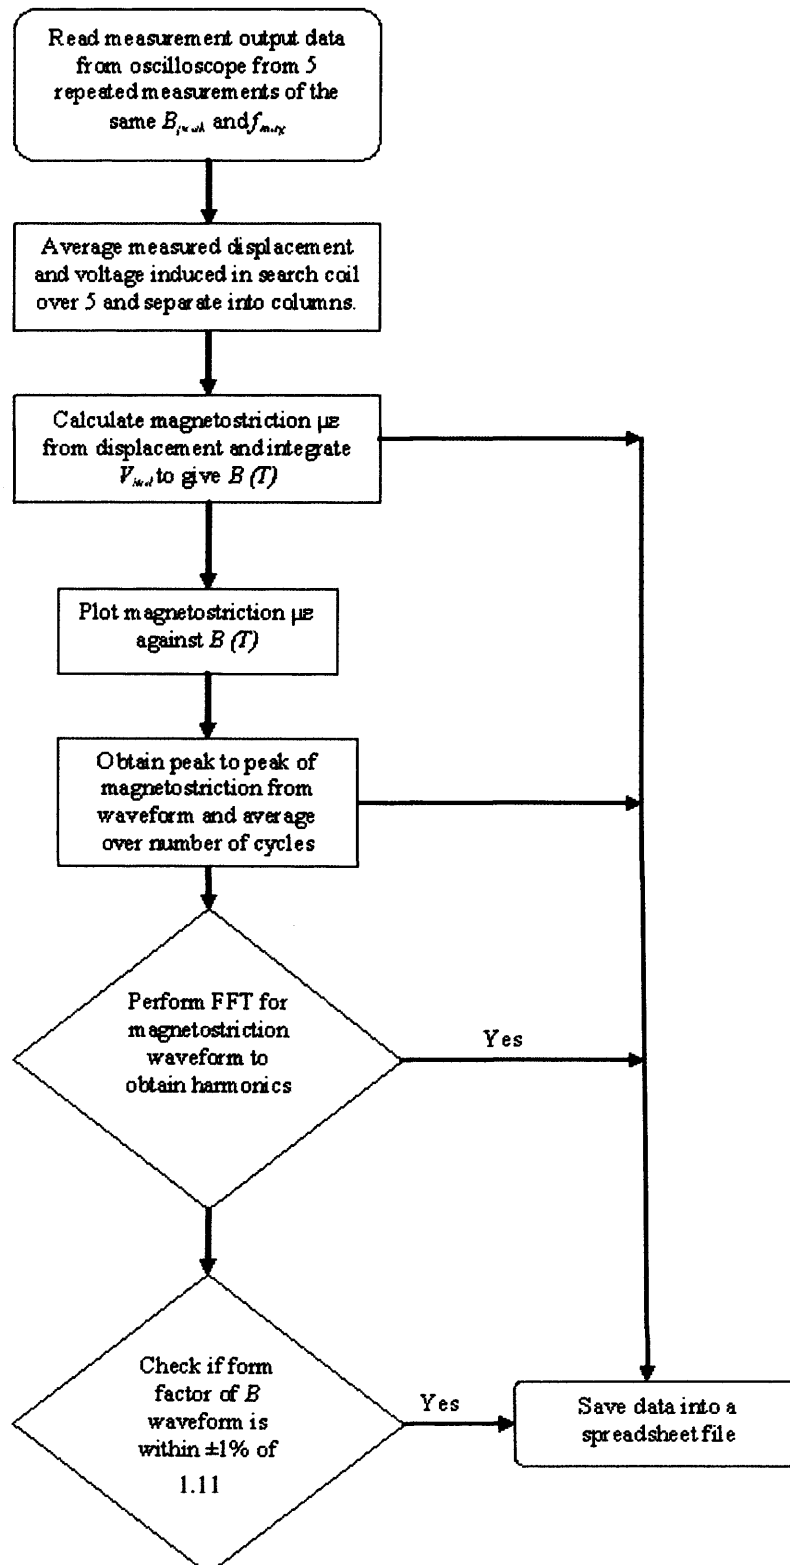 Read measurement output data
from oscilloscope from 5
repeated measurements of the
same B and f
Average measured displacement
and voltage induced in search coil
over 5 and separate into columns.
Calculate magnetostriction με
from displacement and integrate
V to give B (T)
Plot magnetostriction με
against B (T)
Obtain peak to peak of
magnetostriction from
waveform and average
over number of cycles
Perform FFT for
magnetostriction
waveform to
obtain harmonics
Yes
Check if form
factor of B
waveform is
within ±1% of
1.11
Yes
Save data into a
spreadsheet file